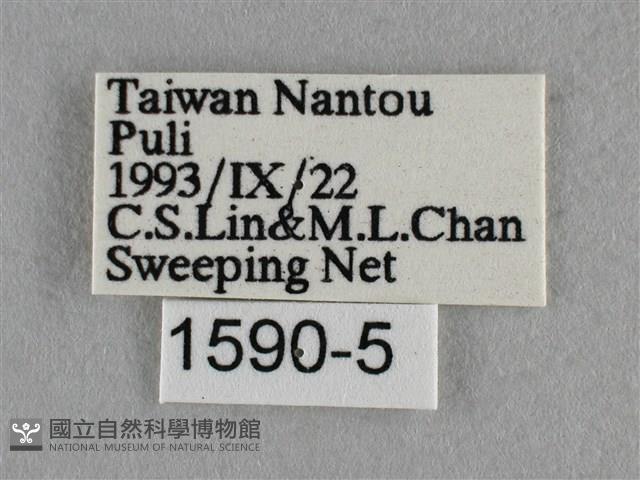 Taiwan Nantou
Puli
1993/IX/22
C.S.Lin&M.L.Chan
Sweeping Net
1590-5
國立自然科學博物館
NATIONAL MUSEUM OF NATURAL SCIENCE